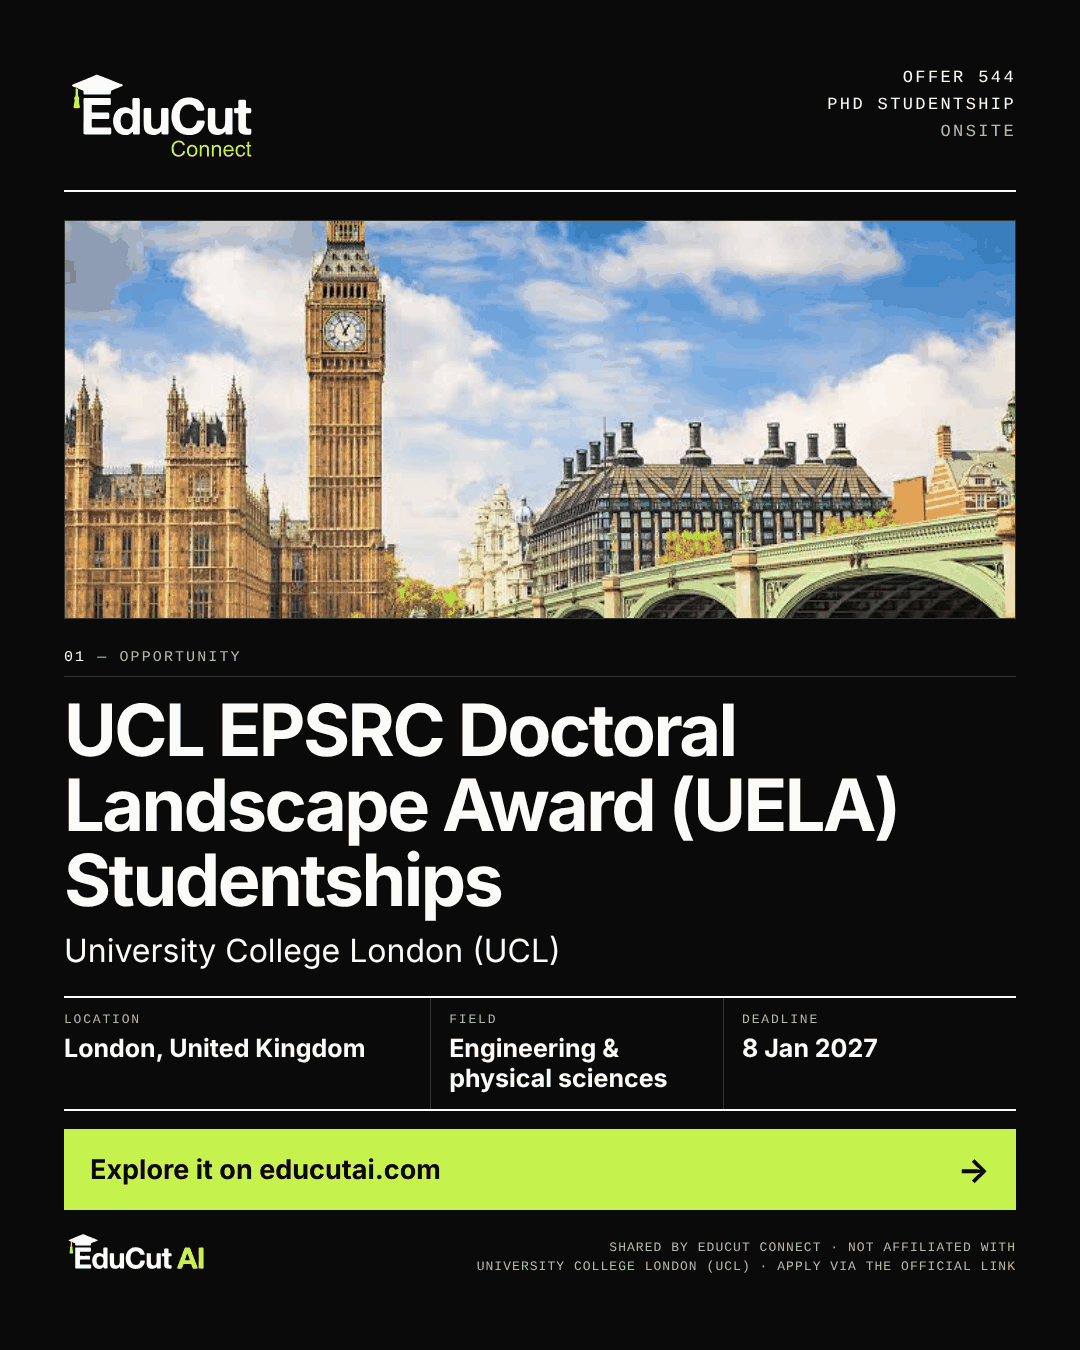 EduCut
Connect
OFFER 544
PHD STUDENTSHIP
ONSITE
01 — OPPORTUNITY
UCL EPSRC Doctoral
Landscape Award (UELA)
Studentships
University College London (UCL)
LOCATION
London, United Kingdom
FIELD
Engineering &
physical sciences
DEADLINE
8 Jan 2027
Explore it on educutai.com →
EduCut AI
SHARED BY EDUCUT CONNECT · NOT AFFILIATED WITH
UNIVERSITY COLLEGE LONDON (UCL) · APPLY VIA THE OFFICIAL LINK